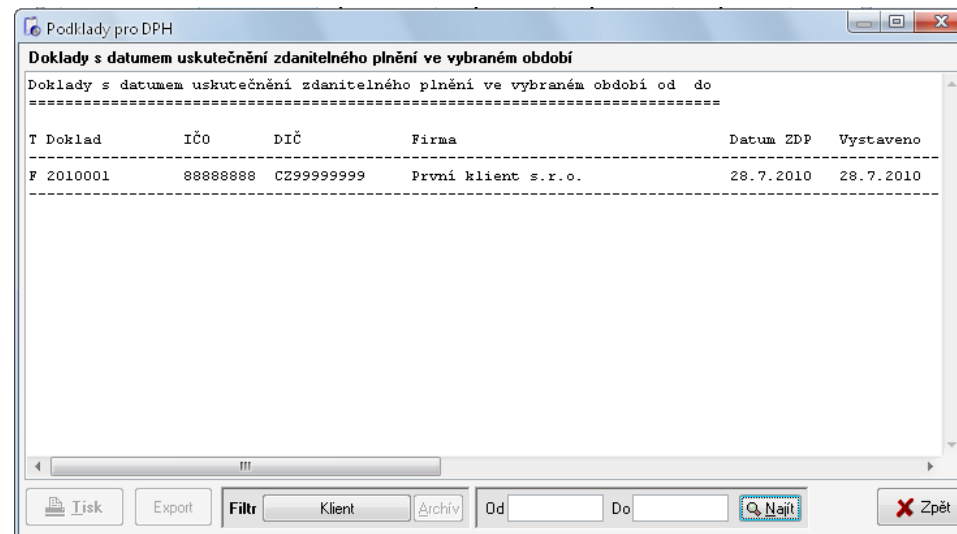 Podklady pro DPH
Doklady s datumem uskutečnění zdanitelného plnění ve vybraném období
Doklady s datumem uskutečnění zdanitelného plnění ve vybraném období od do
================================================================================
T Doklad IČO DIČ Firma Datum ZDP Vystaveno
F 2010001 88888888 CZ99999999 První klient s.r.o. 28.7.2010 28.7.2010
Tisk Export Filtr Klient Archív Od Do Najít Zpět